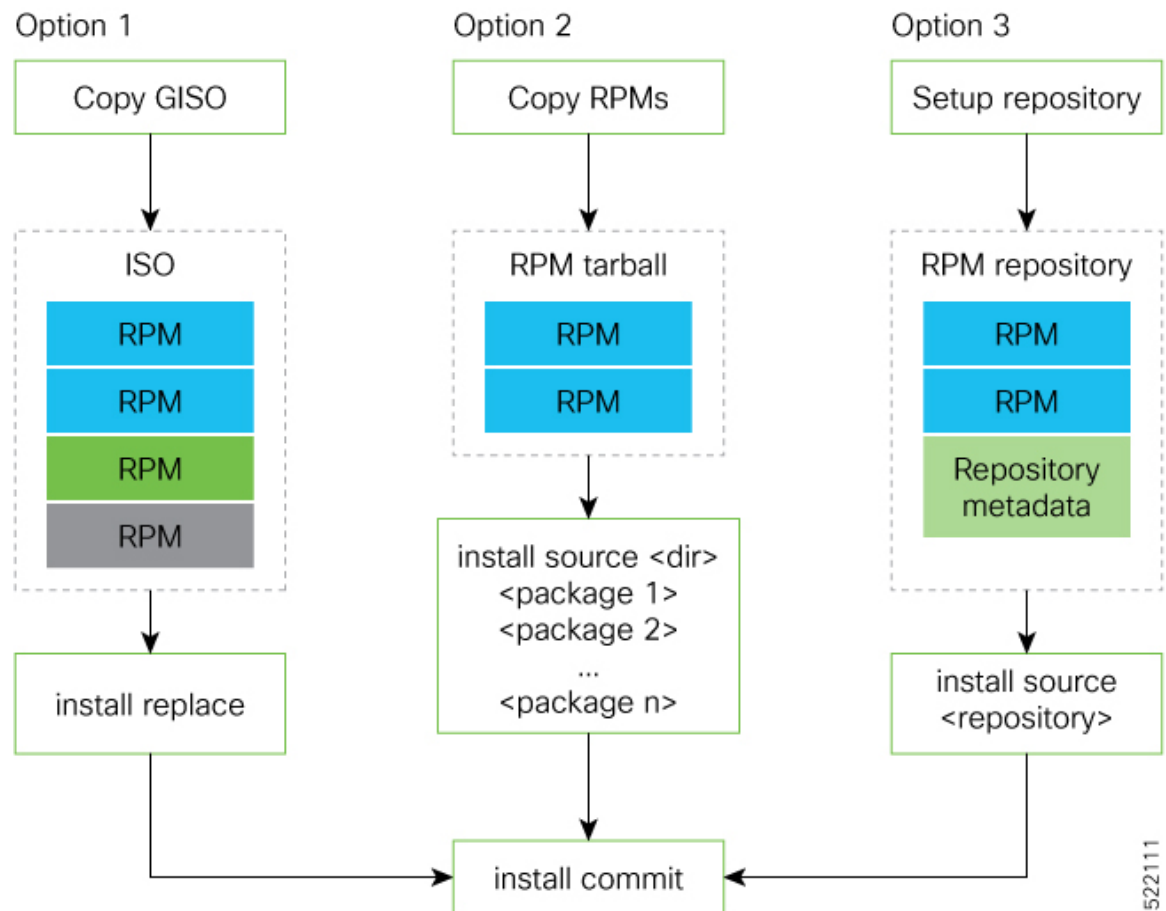 Option 1
Copy GISO
ISO
RPM
RPM
RPM
RPM
install replace
Option 2
Copy RPMs
RPM tarball
RPM
RPM
install source <dir>
<package 1>
<package 2>
...
<package n>
Option 3
Setup repository
RPM repository
RPM
RPM
Repository
metadata
install source
<repository>
install commit
522111